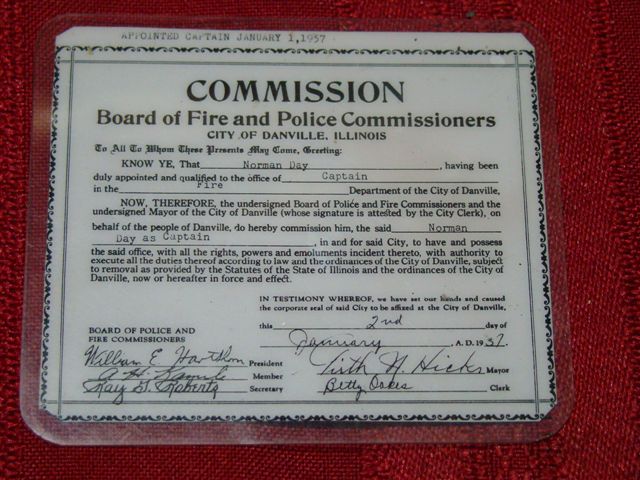 APPOINTED CAPTAIN JANUARY 1,1957
COMMISSION
Board of Fire and Police Commissioners
CITY OF DANVILLE, ILLINOIS
To All To Whom These Presents May Come, Greeting:
KNOW YE, That Norman Day, having been
duly appointed and qualified to the office of Captain
in the Fire Department of the City of Danville,
NOW, THEREFORE, the undersigned Board of Police and Fire Commissioners and the
undersigned Mayor of the City of Danville (whose signature is attested by the City Clerk), on
behalf of the people of Danville, do hereby commission him, the said Norman
Day as Captain, in and for said City, to have and possess
the said office, with all the rights, powers and emoluments incident thereto, with authority to
execute all the duties thereof according to law and the ordinances of the City of Danville, subject
to removal as provided by the Statutes of the State of Illinois and the ordinances of the City of
Danville, now or hereafter in force and effect.
IN TESTIMONY WHEREOF, we have set our hands and caused
the corporate seal of said City to be affixed at the City of Danville,
this 2nd day of
January A. D. 1957.
BOARD OF POLICE AND
FIRE COMMISSIONERS
William E. President
Member
Ray G. Roberts Secretary
Hicks Mayor
Betty Oakes Clerk